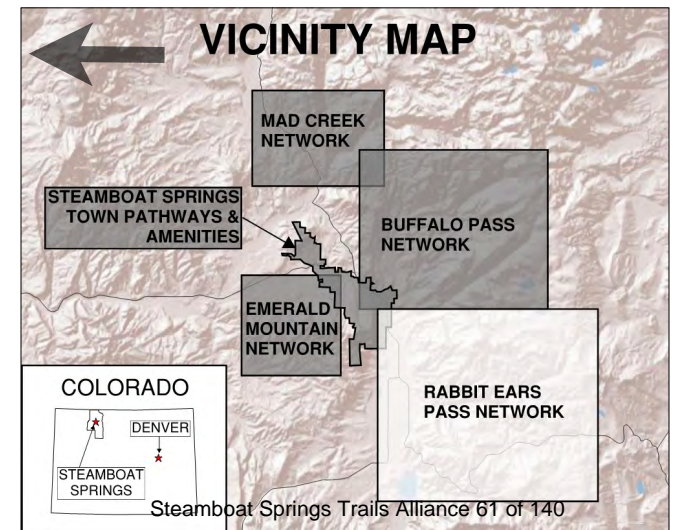 VICINITY MAP
MAD CREEK
NETWORK
STEAMBOAT SPRINGS
TOWN PATHWAYS &
AMENITIES
BUFFALO PASS
NETWORK
EMERALD
MOUNTAIN
NETWORK
RABBIT EARS
PASS NETWORK
COLORADO
DENVER
STEAMBOAT
SPRINGS
Steamboat Springs Trails Alliance 61 of 140